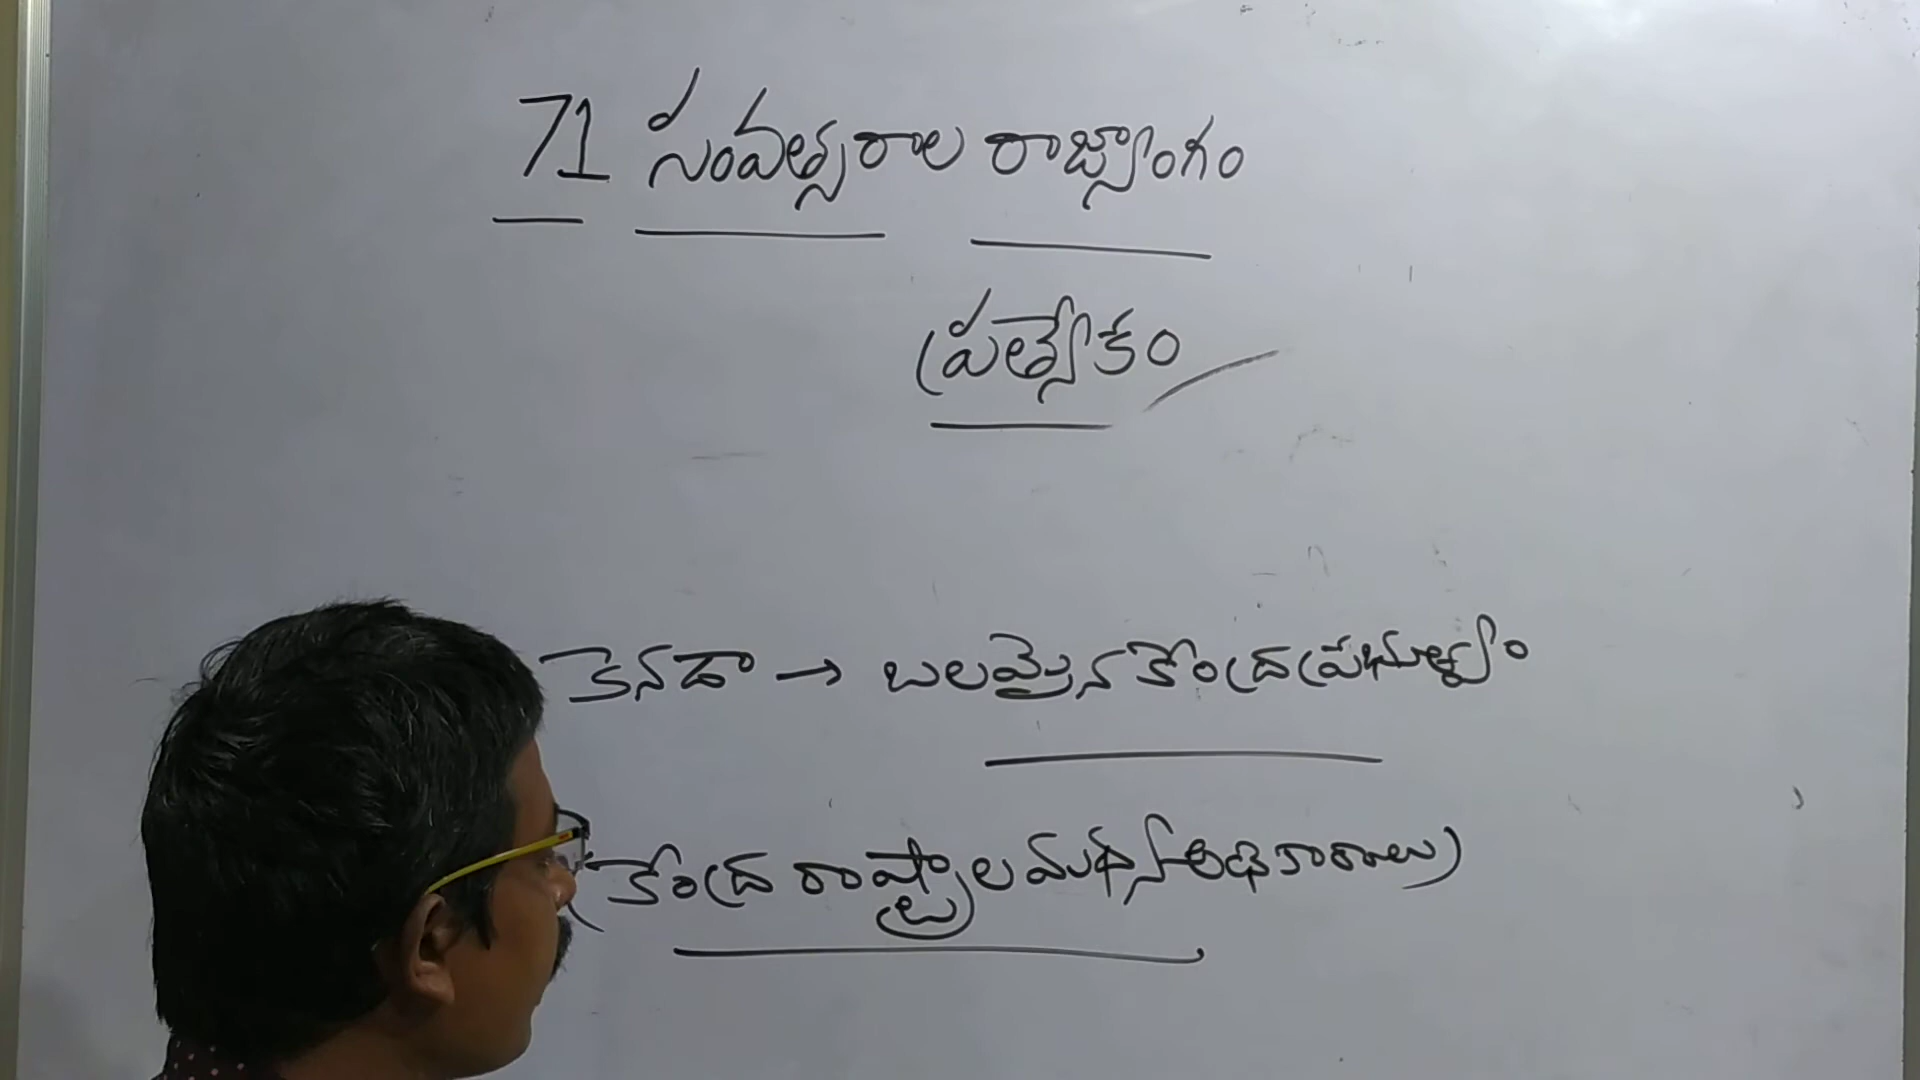 71 సంవత్సరాల రాజ్యాంగం
ప్రత్యేకం
కెనడా → బలమైన కేంద్ర ప్రభుత్వం
(కేంద్ర రాష్ట్రాల మధ్య అధికారాలు)